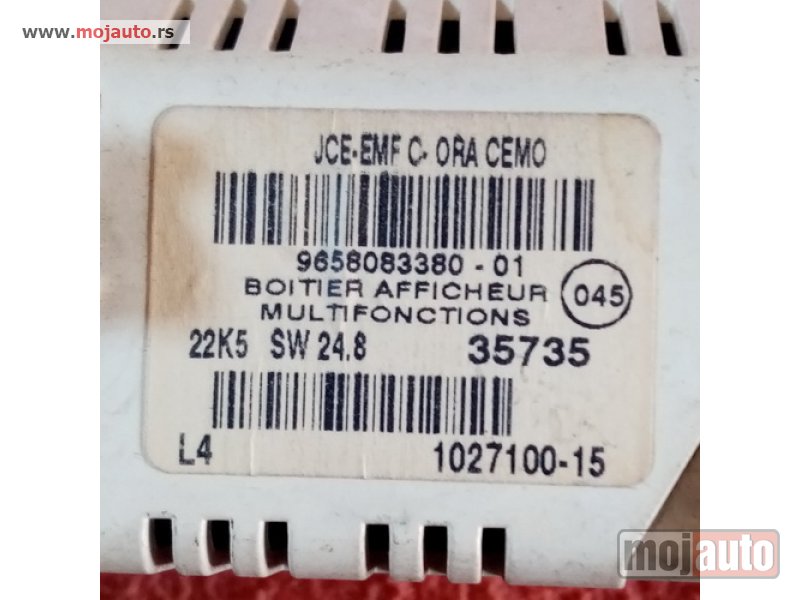 www.mojauto.rs
JCE-EMF C- ORA CEMO
9658083380 - 01
BOITIER AFFICHEUR
MULTIFONCTIONS
045
22K5 SW 24.8 35735
L4 1027100-15
mojauto